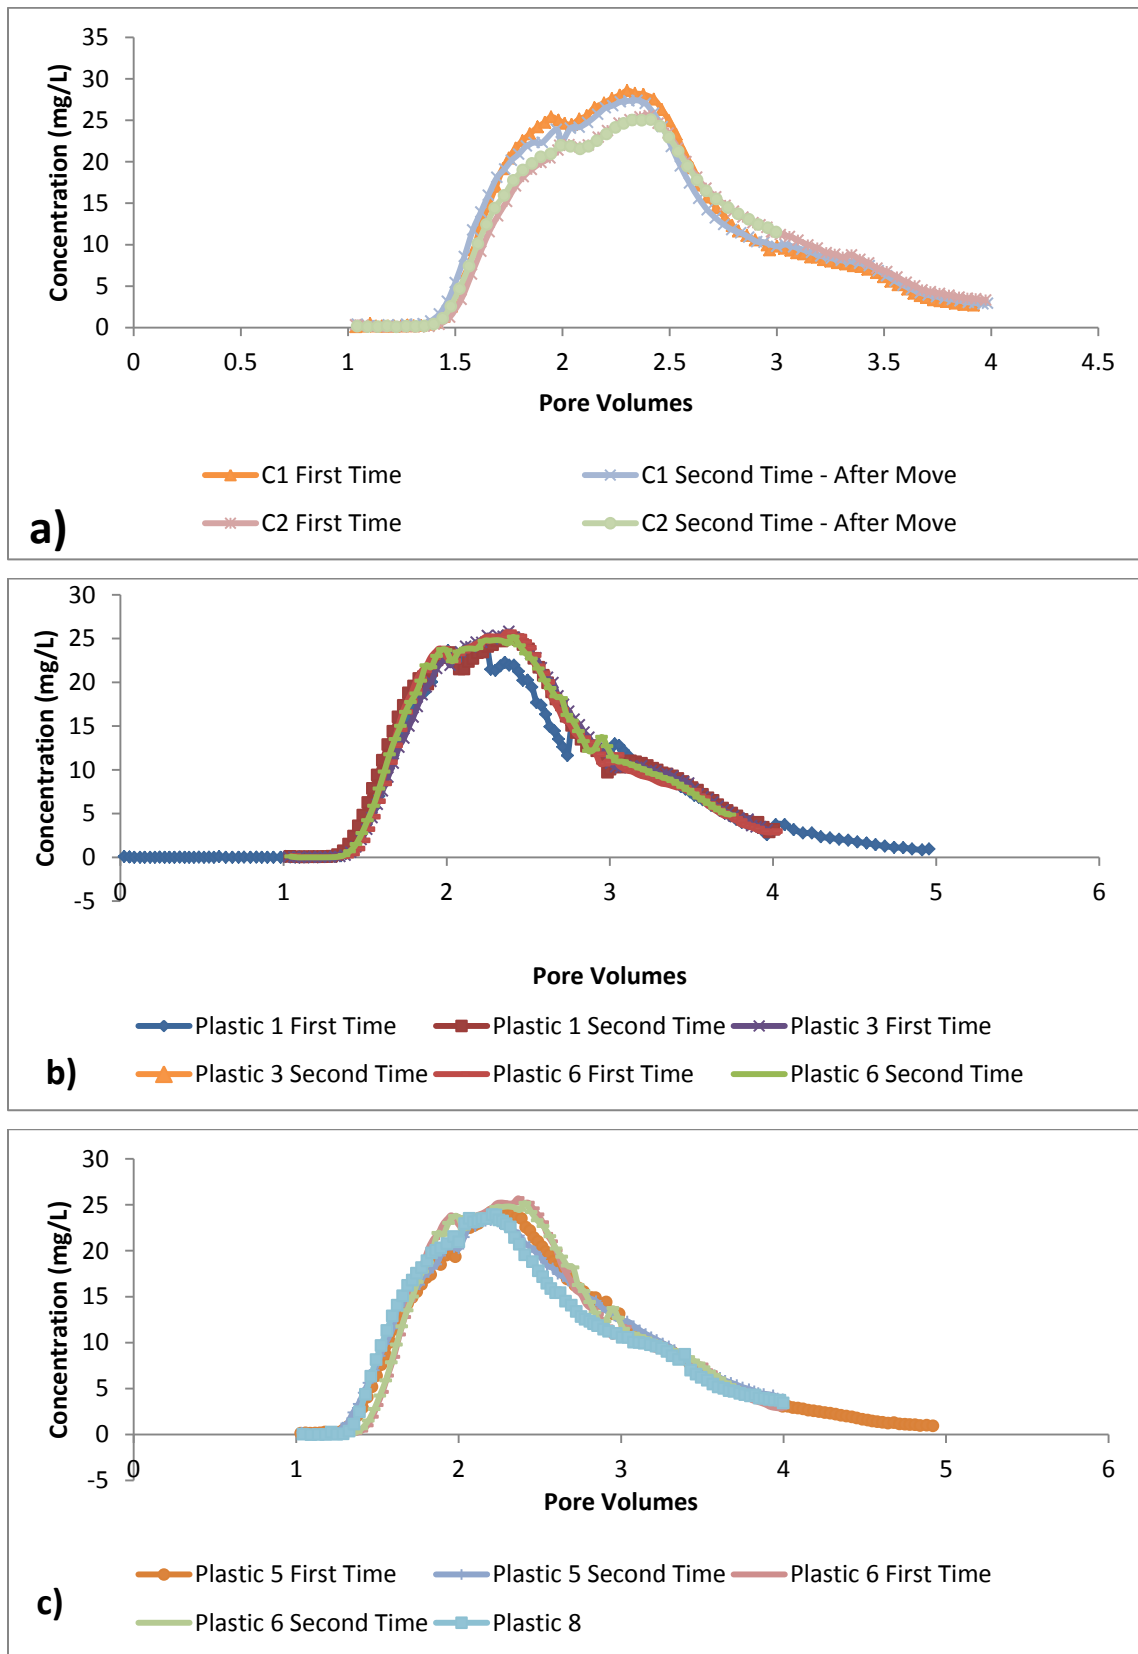 Concentration (mg/L)
35
30
25
20
15
10
5
0
0 0.5 1 1.5 2 2.5 3 3.5 4 4.5
Pore Volumes
C1 First Time C1 Second Time - After Move
C2 First Time C2 Second Time - After Move
a)
Concentration (mg/L)
30
25
20
15
10
5
0
-5
0 1 2 3 4 5 6
Pore Volumes
Plastic 1 First Time Plastic 1 Second Time Plastic 3 First Time
Plastic 3 Second Time Plastic 6 First Time Plastic 6 Second Time
b)
Concentration (mg/L)
30
25
20
15
10
5
0
-5
0 1 2 3 4 5 6
Pore Volumes
Plastic 5 First Time Plastic 5 Second Time Plastic 6 First Time
Plastic 6 Second Time Plastic 8
c)